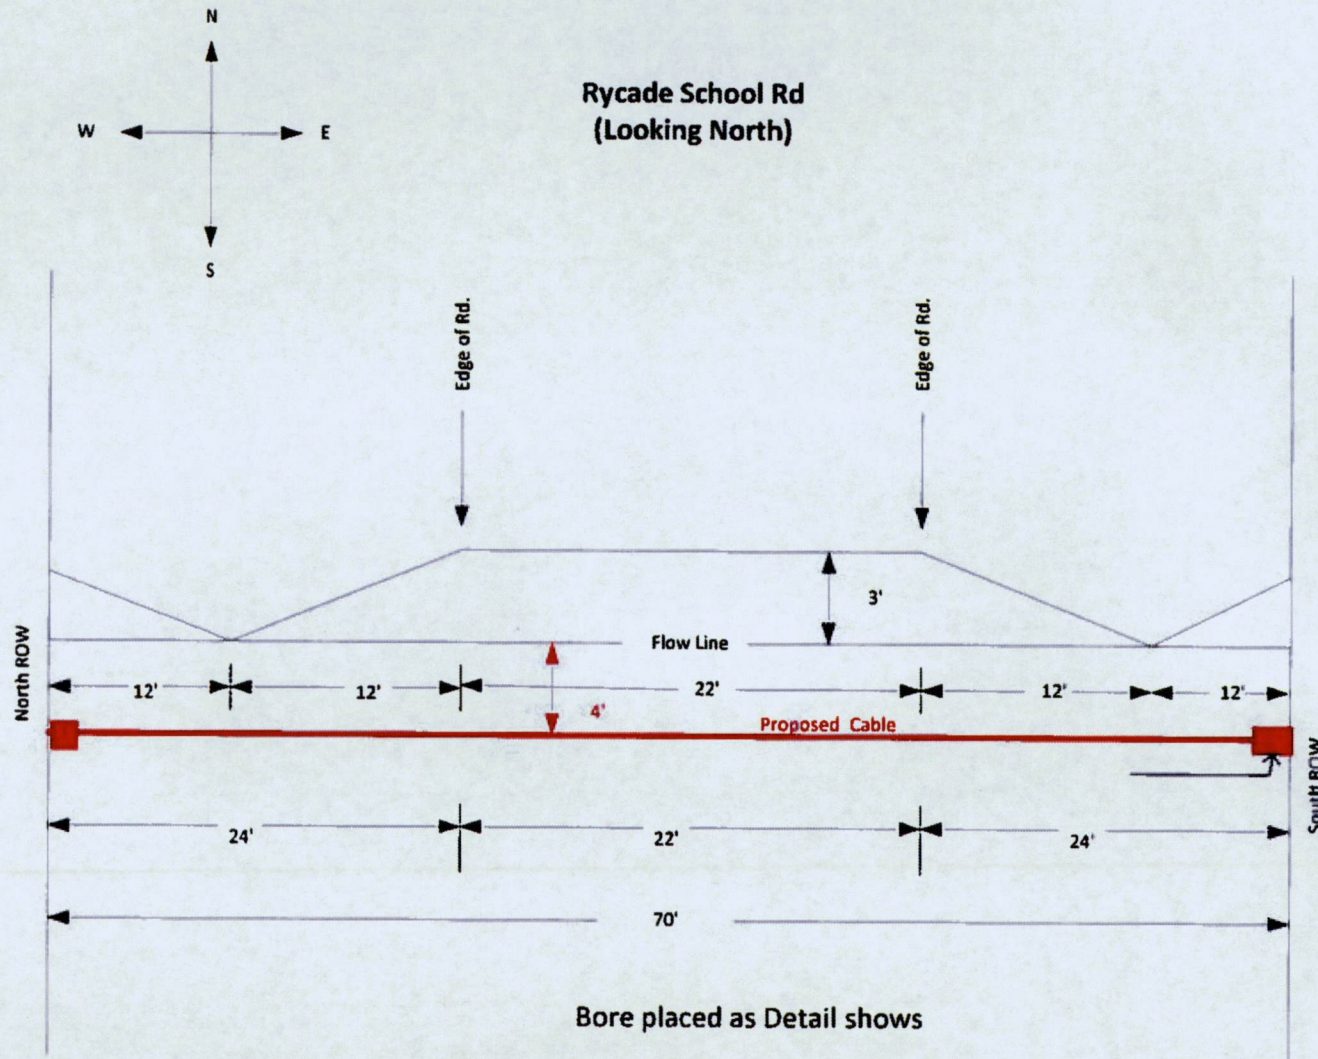 N
Rycade School Rd
(Looking North)
W
E
S
Edge of Rd.
Edge of Rd.
3'
Flow Line
North ROW
12'
12'
22'
12'
12'
4'
Proposed Cable
South ROW
24'
22'
24'
70'
Bore placed as Detail shows